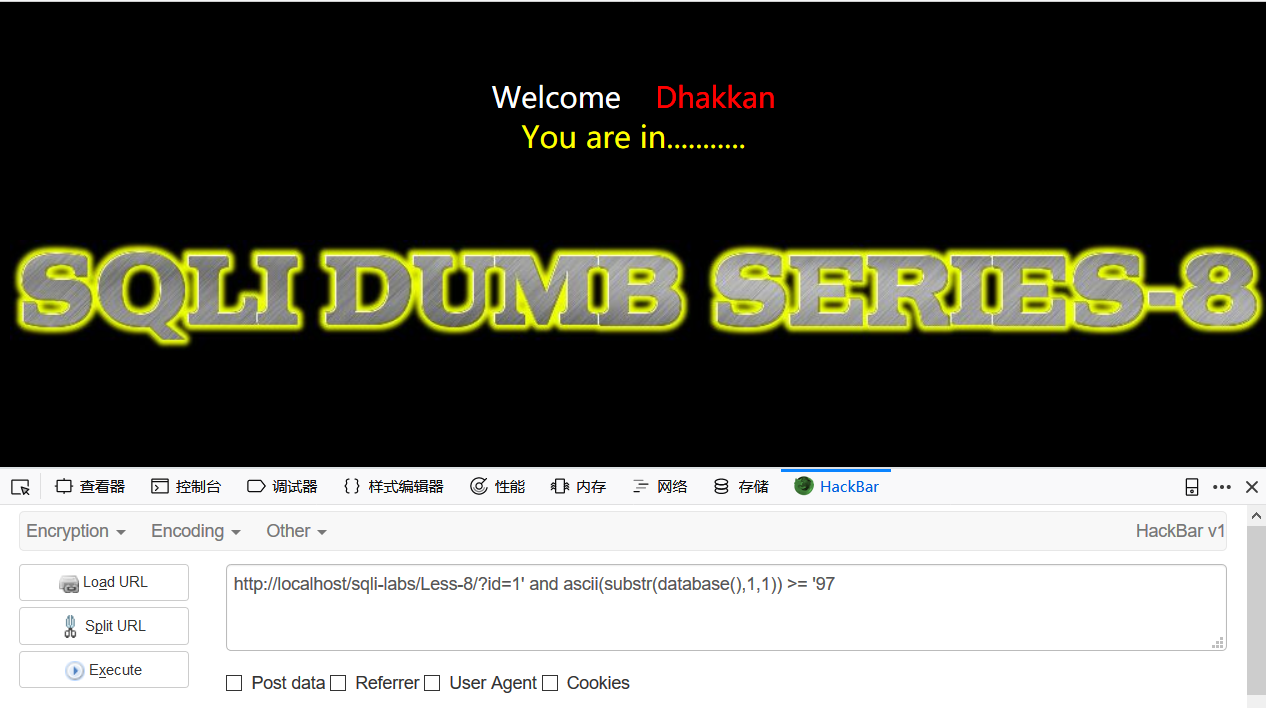 Welcome Dhakkan
You are in...........
SQLI DUMB SERIES-8
查看器 控制台 调试器 {} 样式编辑器 性能 内存 网络 存储 HackBar
Encryption Encoding Other HackBar v1
Load URL
http://localhost/sqli-labs/Less-8/?id=1' and ascii(substr(database(),1,1)) >= '97
Split URL
Execute
Post data Referrer User Agent Cookies